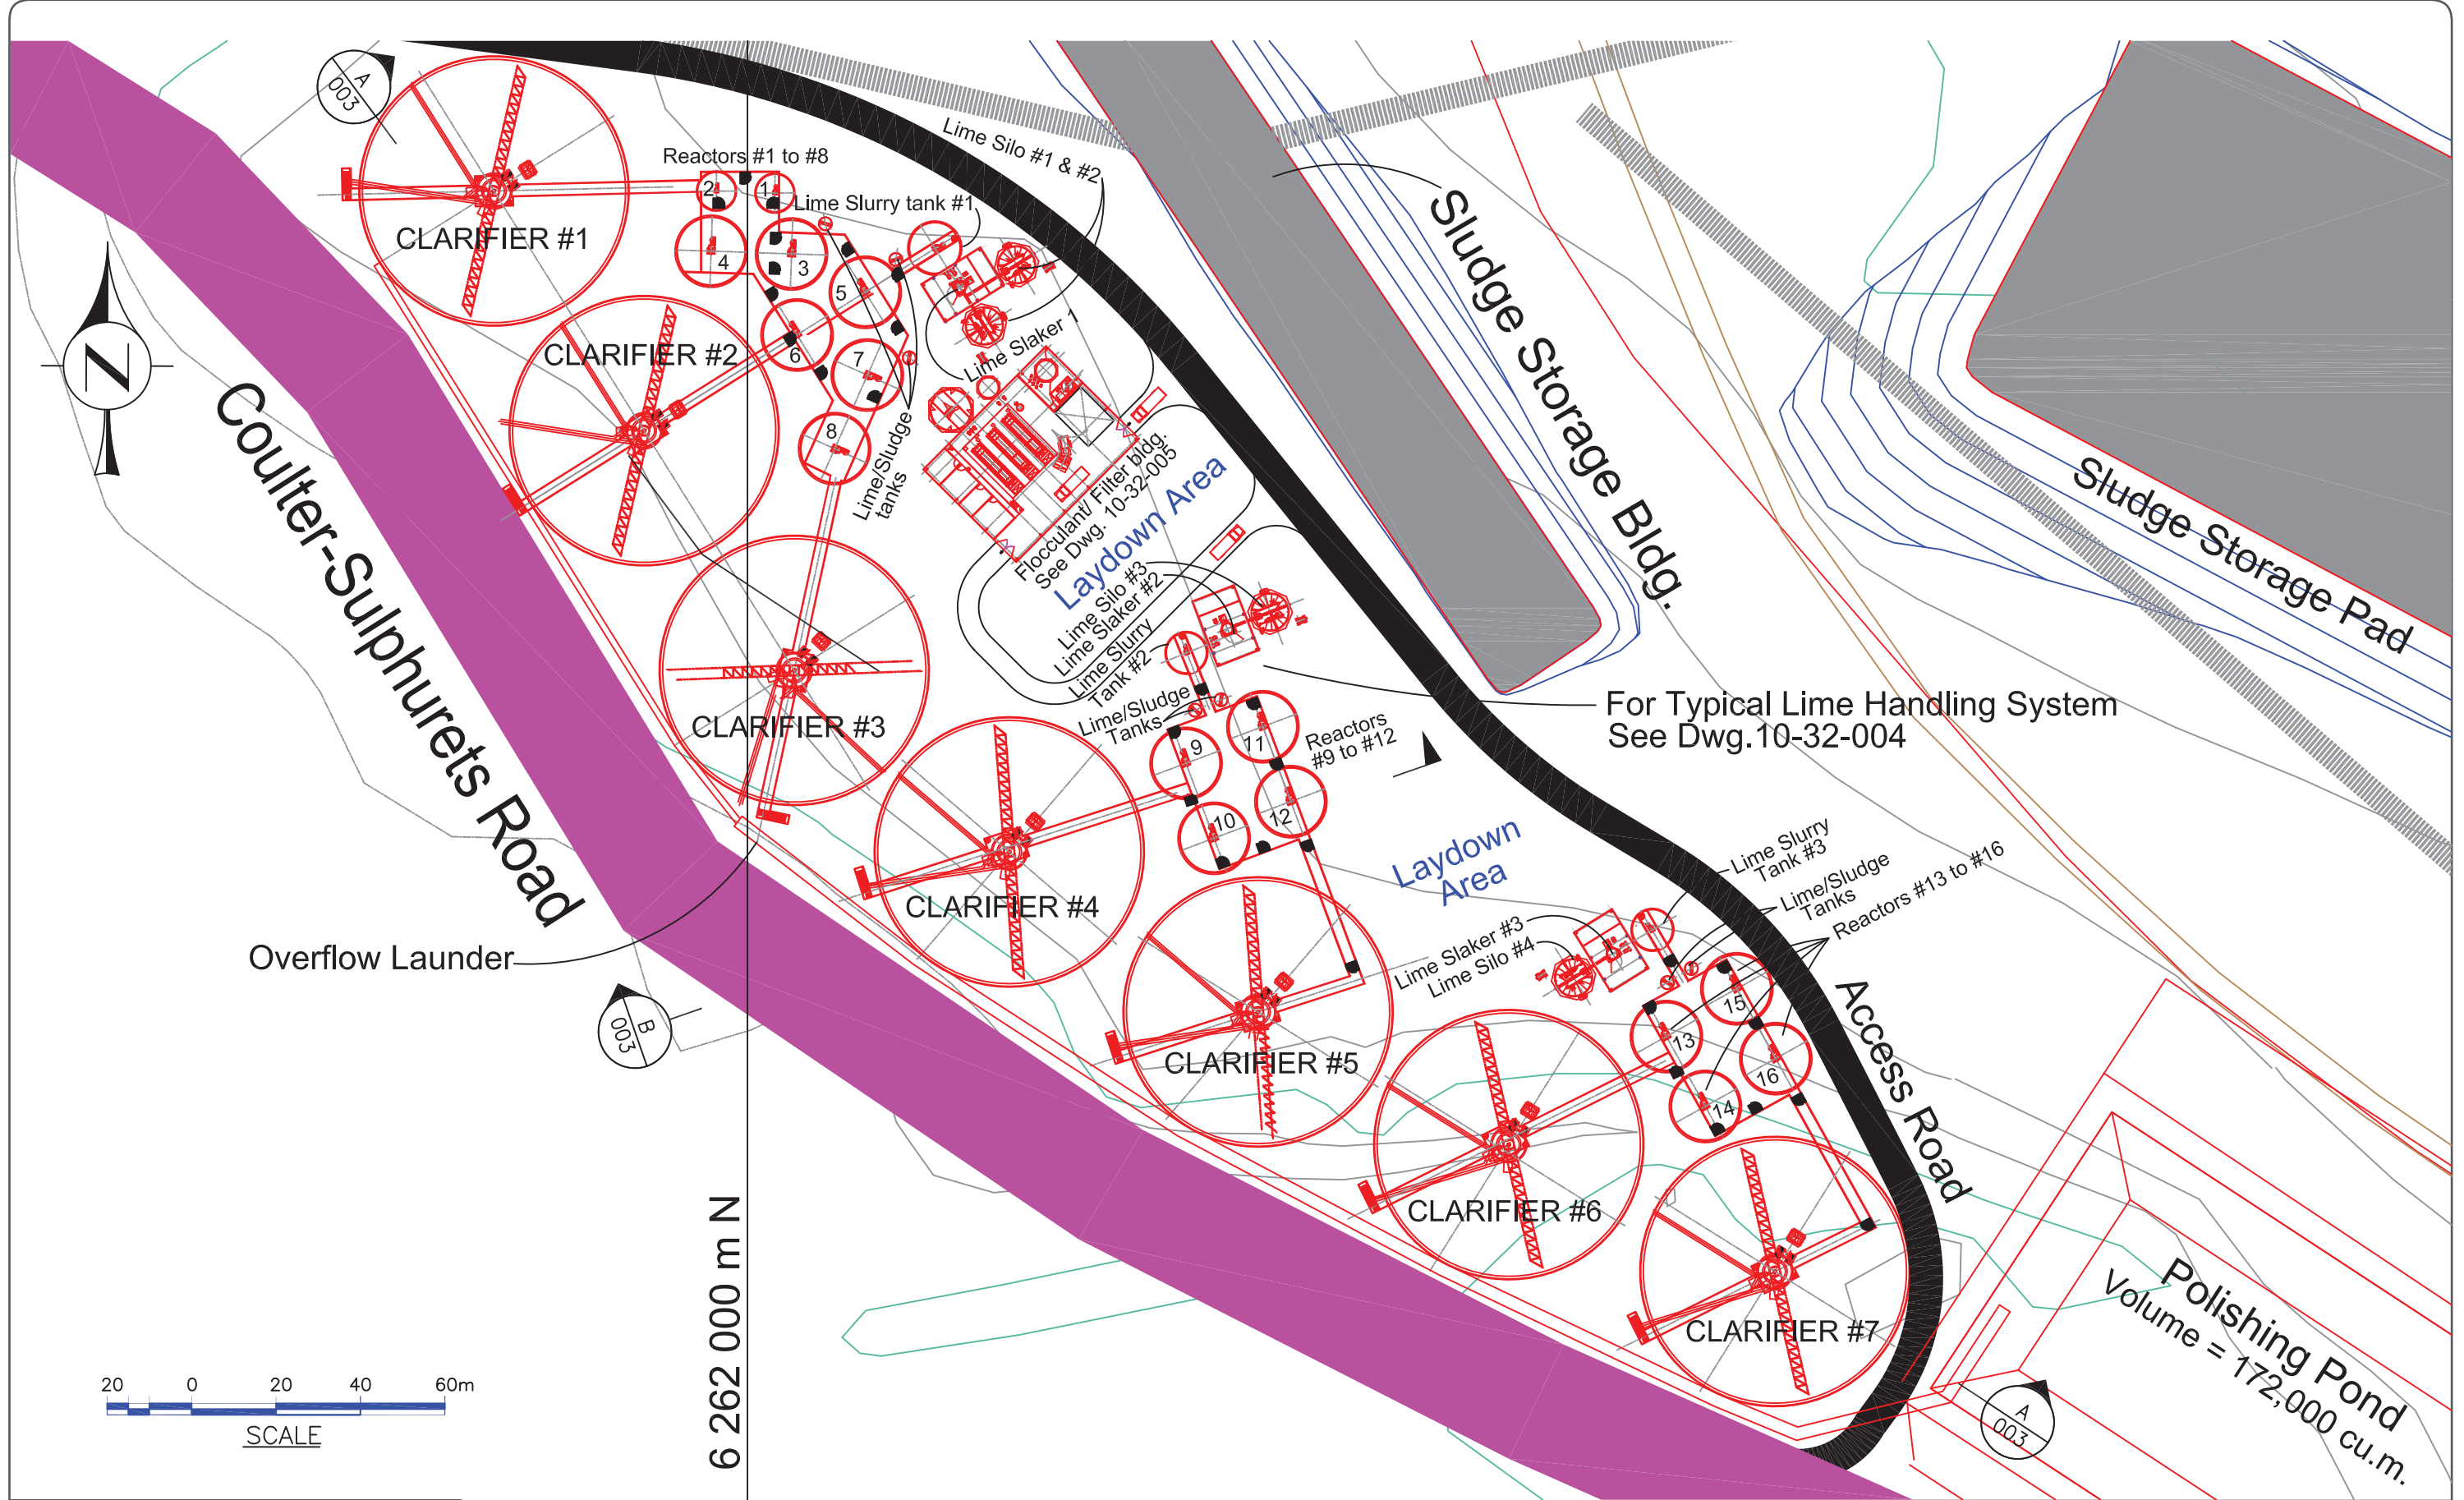 A
003
Reactors #1 to #8
Lime Silo #1 & #2
2
1
Lime Slurry tank #1
CLARIFIER #1
4
3
5
6
7
8
CLARIFIER #2
Lime Slaker 1
N
Coulter-Sulphurets Road
Lime/Sludge
tanks
Flocculant/ Filter bldg.
See Dwg. 10-32-005
Laydown Area
Sludge Storage Bldg.
Sludge Storage Pad
Lime Silo #3
Lime Slaker #2
Lime Slurry
Tank #2
Lime/Sludge
Tanks
CLARIFIER #3
9
10
11
12
Reactors
#9 to #12
For Typical Lime Handling System
See Dwg.10-32-004
Laydown
Area
CLARIFIER #4
Lime Slurry
Tank #3
Lime/Sludge
Tanks
Reactors #13 to #16
Lime Slaker #3
Lime Silo #4
Overflow Launder
B
003
CLARIFIER #5
13
14
15
16
Access Road
CLARIFIER #6
CLARIFIER #7
6 262 000 m N
Polishing Pond
Volume = 172,000 cu.m.
A
003
20 0 20 40 60m
SCALE